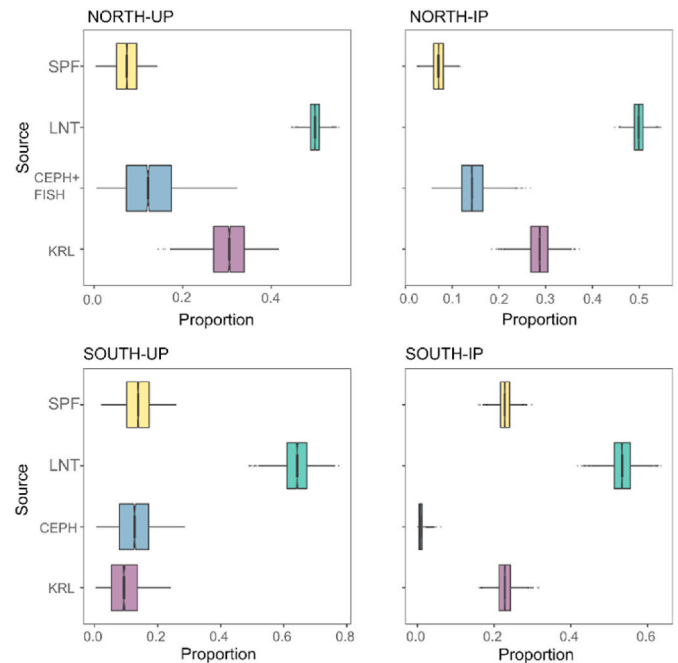 NORTH-UP
NORTH-IP
Source
SPF
LNT
CEPH+
FISH
KRL
0.0 0.2 0.4
0.0 0.1 0.2 0.3 0.4 0.5
Proportion
Proportion
SOUTH-UP
SOUTH-IP
Source
SPF
LNT
CEPH
KRL
0.0 0.2 0.4 0.6 0.8
0.0 0.2 0.4 0.6
Proportion
Proportion